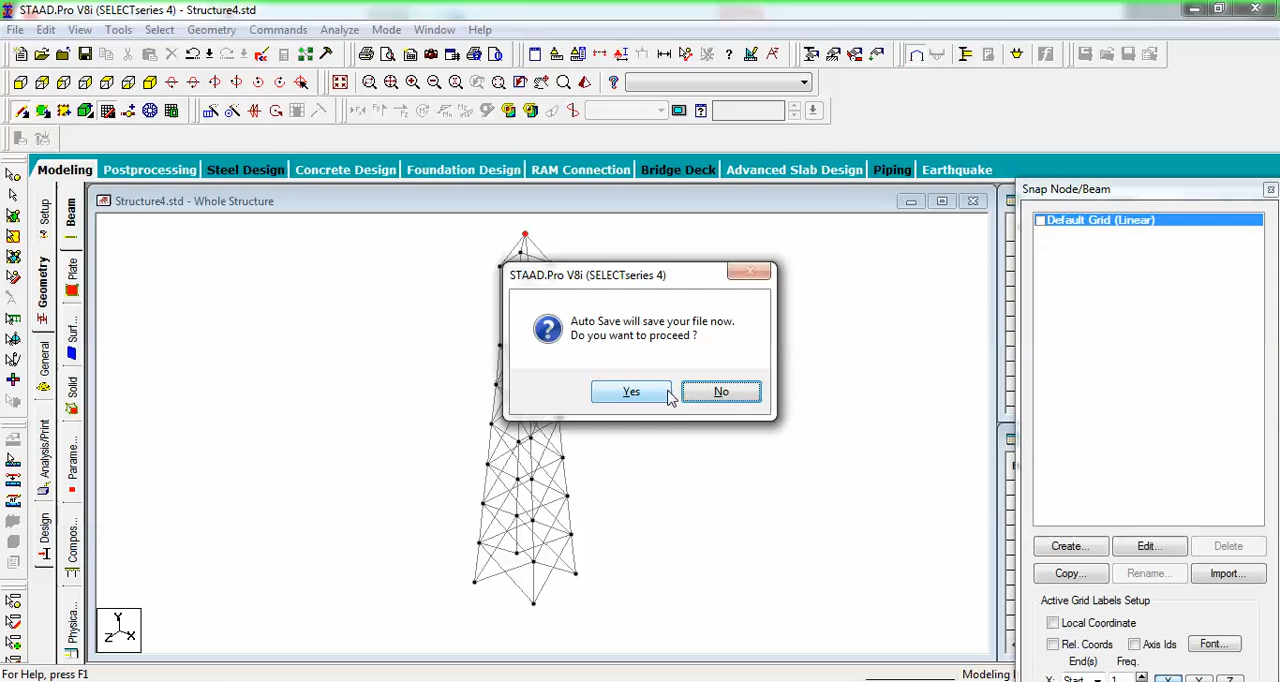 STAAD.Pro V8i (SELECTseries 4) - Structure4.std
File Edit View Tools Select Geometry Commands Analyze Mode Window Help
Modeling Postprocessing Steel Design Concrete Design Foundation Design RAM Connection Bridge Deck Advanced Slab Design Piping Earthquake
Setup
Geometry
General
Analysis/Print
Design
Beam
Plate
Surf...
Solid
Parame...
Compos...
Physica...
Structure4.std - Whole Structure
STAAD.Pro V8i (SELECTseries 4)
Auto Save will save your file now.
Do you want to proceed ?
Yes No
Y
Z X
Snap Node/Beam
Default Grid (Linear)
Create... Edit... Delete
Copy... Rename... Import...
Active Grid Labels Setup
Local Coordinate
Rel. Coords Axis Ids Font...
End(s) Freq.
X: Start 1 X Y Z
For Help, press F1
Modeling